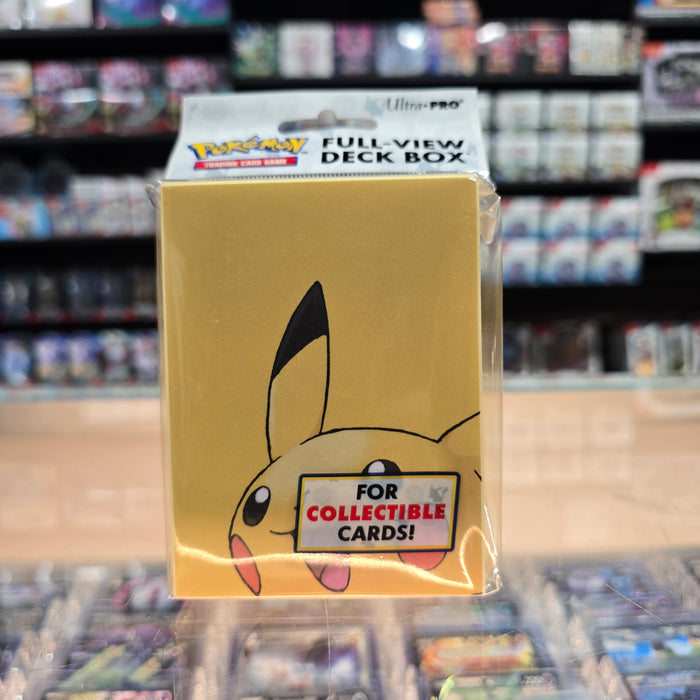 Ultra·PRO®
Pokémon
TRADING CARD GAME
FULL-VIEW
DECK BOX
FOR
COLLECTIBLE
CARDS!